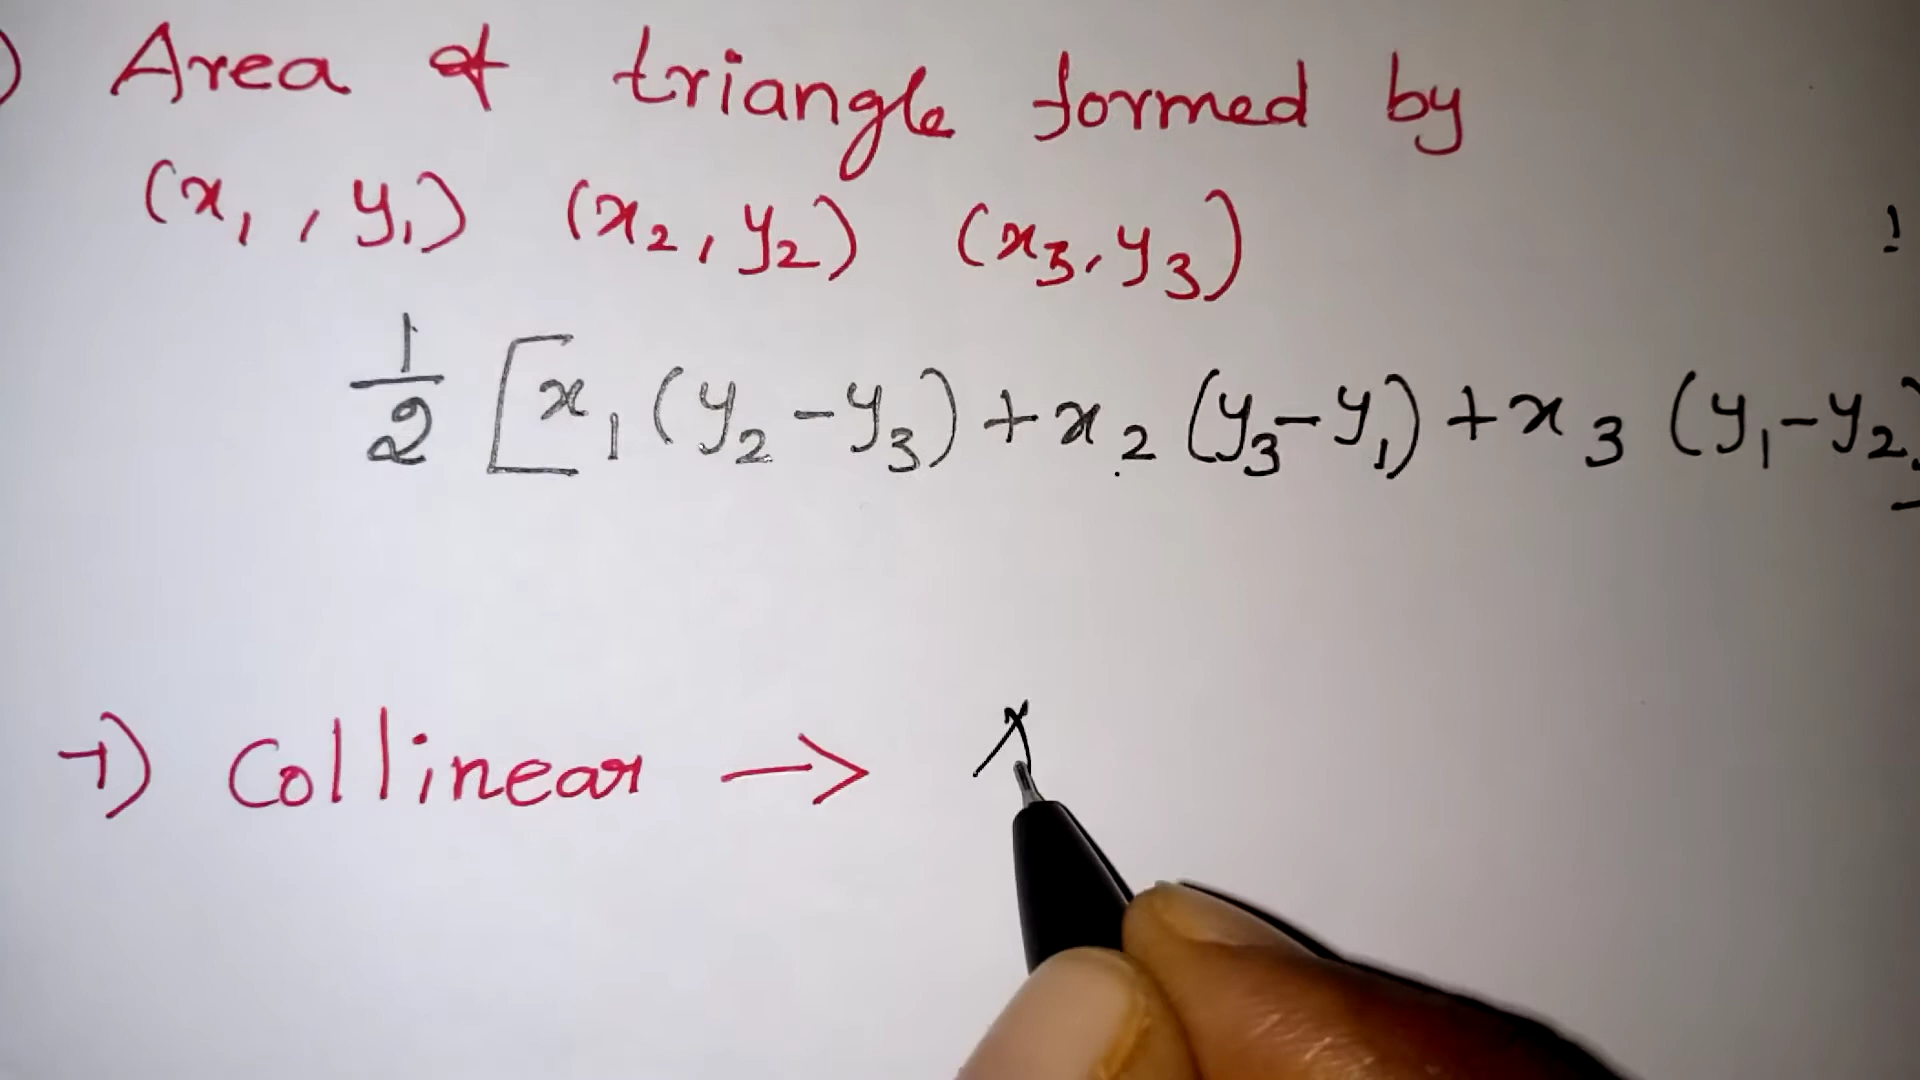 ) Area of triangle formed by
(x₁, y₁) (x₂, y₂) (x₃, y₃)
1/2 [x₁(y₂-y₃)+x₂(y₃-y₁)+x₃(y₁-y₂)
→) Collinear →